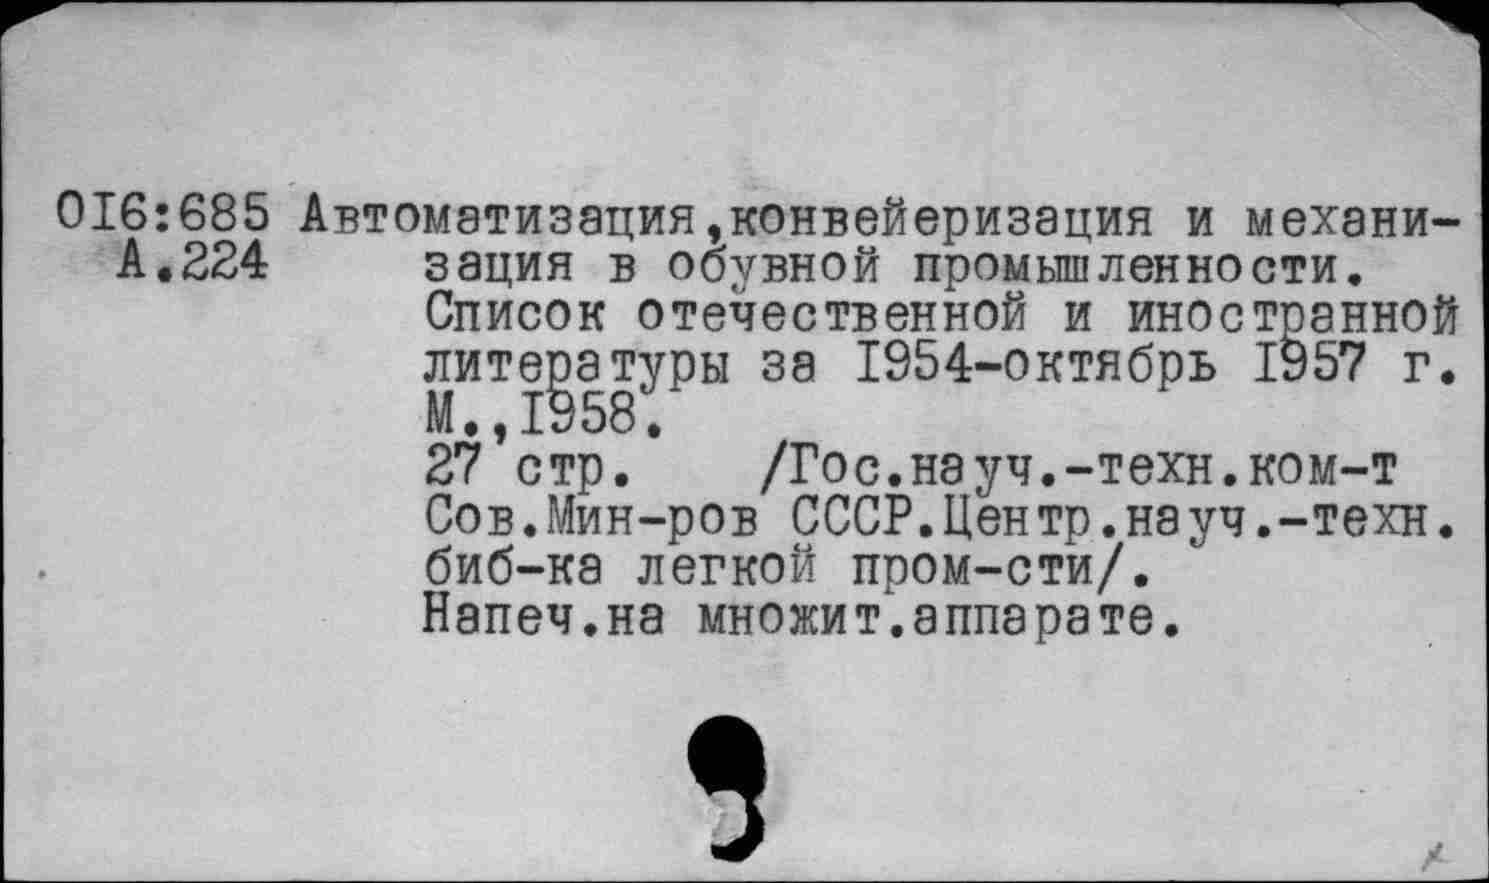 016:685 Автоматизация,конвейеризация и механи-
А.224 зация в обувной промышленности.
Список отечественной и иностранной
литературы за 1954-октябрь 1957 г.
М.,1958.
27 стр. /Гос.науч.-техн.ком-т
Сов.Мин-ров СССР.Центр.науч.-техн.
биб-ка легкой пром-сти/.
Напеч.на множит.аппарате.